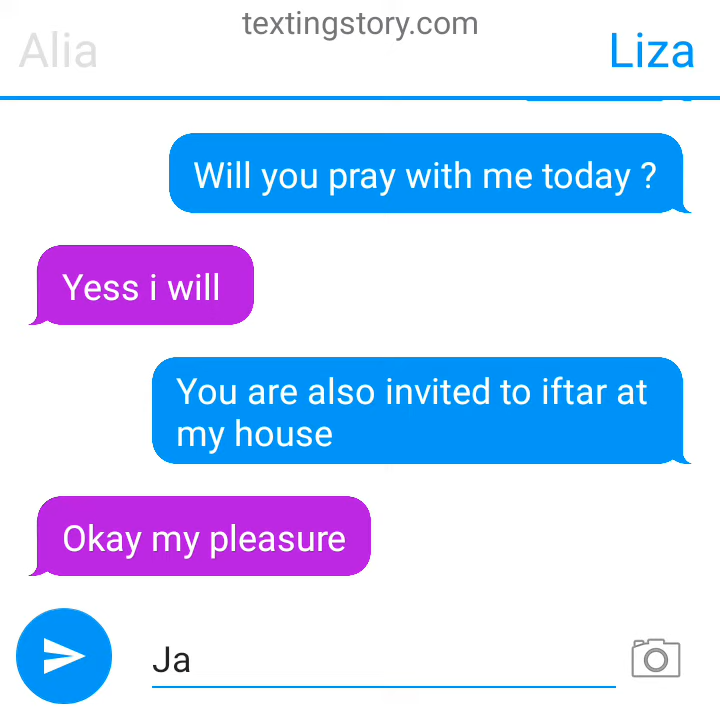 textingstory.com
Alia
Liza
Will you pray with me today ?
Yess i will
You are also invited to iftar at
my house
Okay my pleasure
Ja